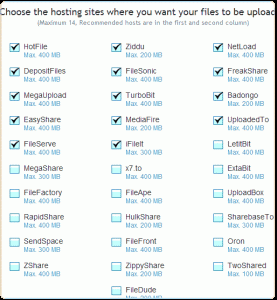 Choose the hosting sites where you want your files to be upload
(Maximum 14, Recommended hosts are in the first and second column)
HotFile Ziddu NetLoad
Max. 400 MB Max. 200 MB Max. 400 MB
DepositFiles FileSonic FreakShare
Max. 400 MB Max. 400 MB Max. 400 MB
MegaUpload TurboBit Badongo
Max. 400 MB Max. 400 MB Max. 200 MB
EasyShare MediaFire UploadedTo
Max. 400 MB Max. 200 MB Max. 400 MB
FileServe iFileIt LetitBit
Max. 400 MB Max. 300 MB Max. 400 MB
MegaShare x7.to ExtaBit
Max. 300 MB Max. 400 MB Max. 400 MB
FileFactory FileApe UploadBox
Max. 400 MB Max. 400 MB Max. 400 MB
RapidShare HulkShare SharebaseTo
Max. 400 MB Max. 200 MB Max. 300 MB
SendSpace FileFront Oron
Max. 300 MB Max. 400 MB Max. 400 MB
ZShare ZippyShare TwoShared
Max. 400 MB Max. 200 MB Max. 100 MB
FileDude
Max. 200 MB